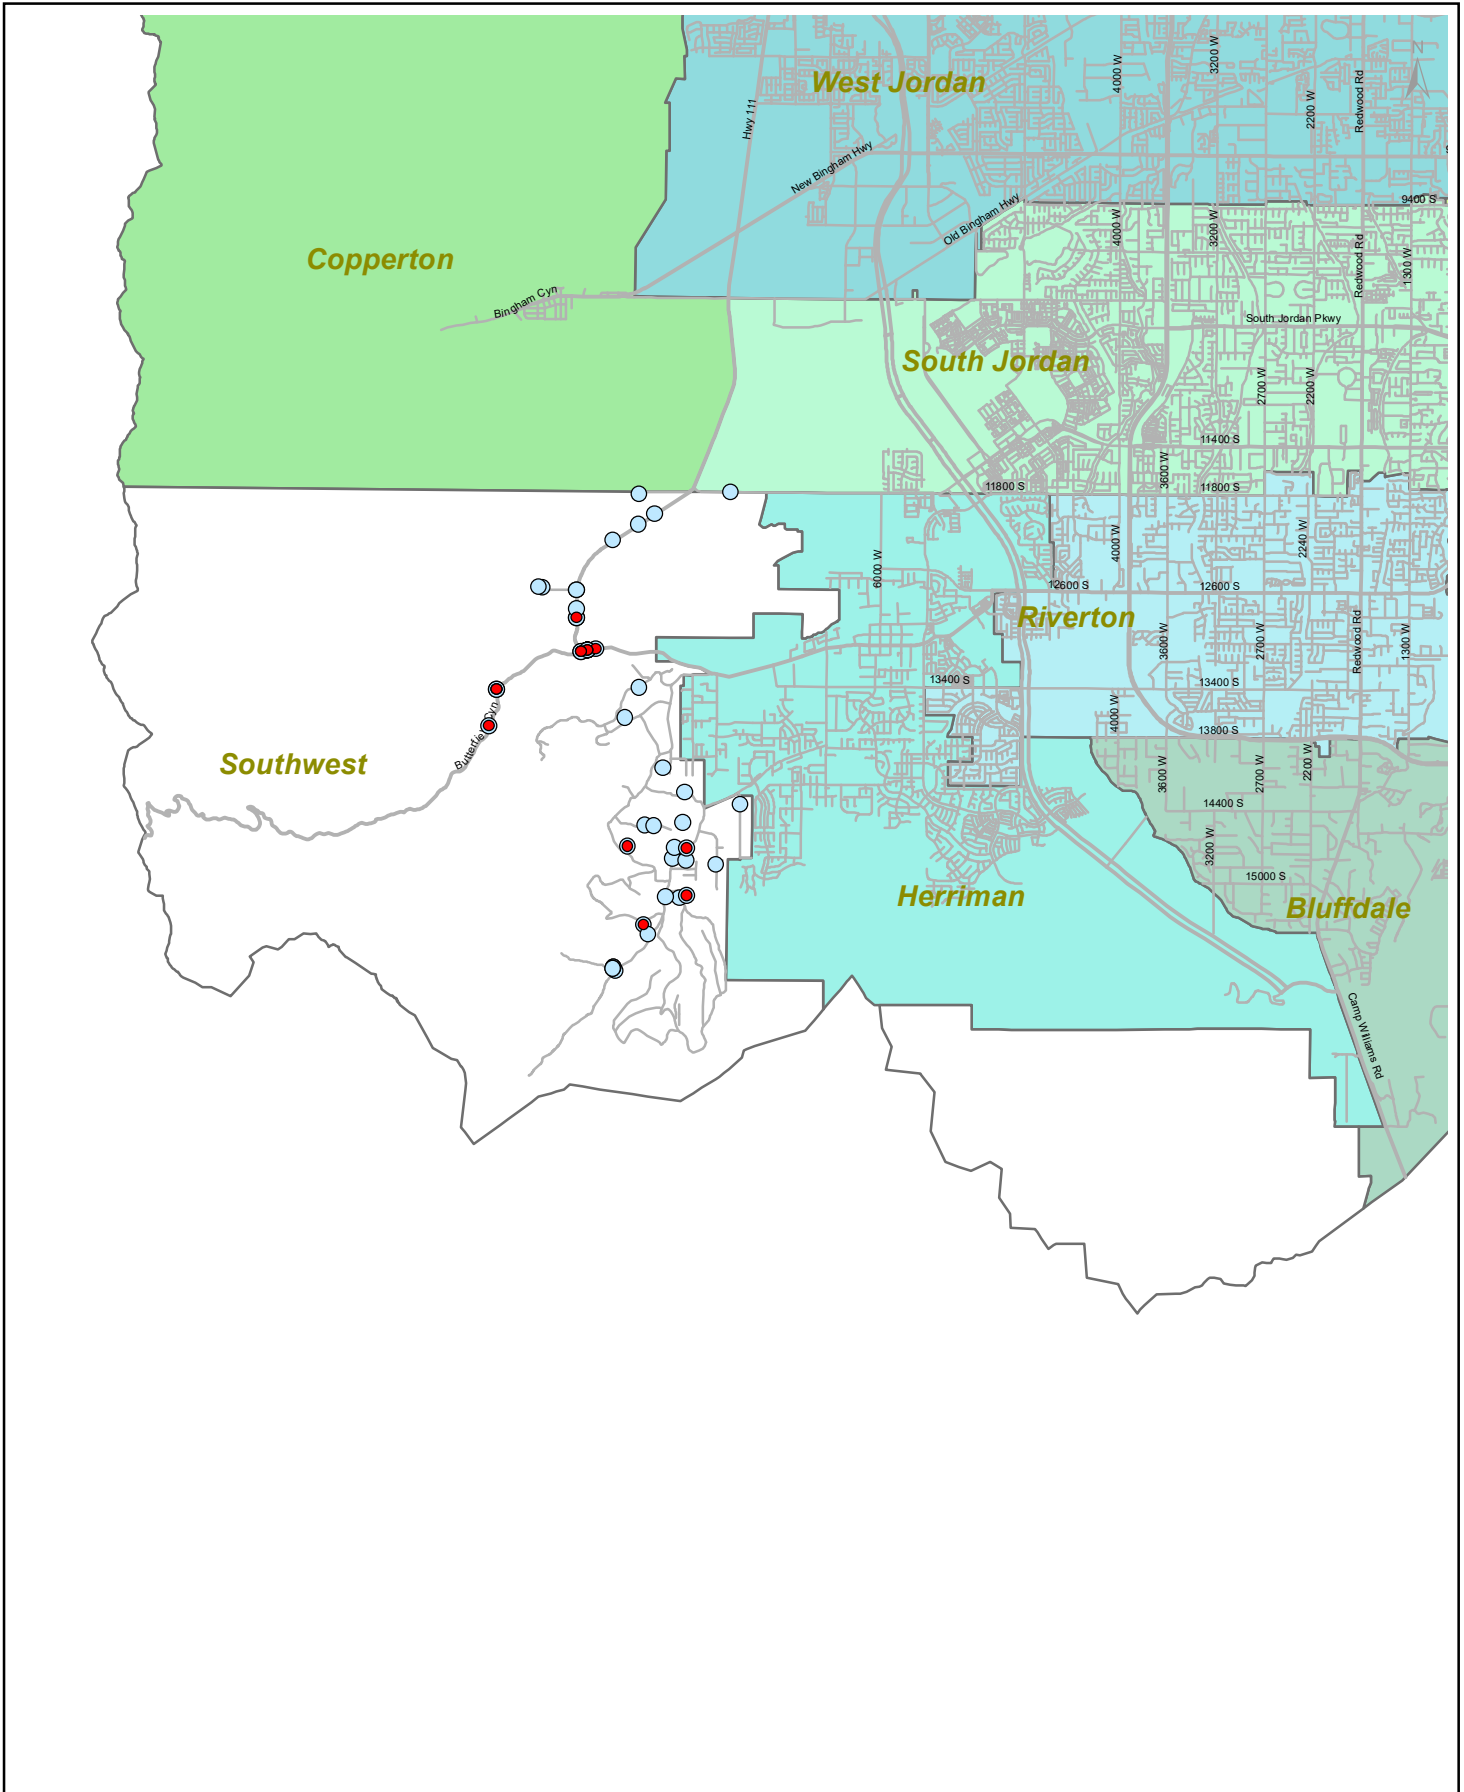 N
West Jordan
3200 W
4000 W
2200 W
Redwood Rd
Hwy 111
New Bingham Hwy
9400 S
Old Bingham Hwy
4000 W
3200 W
Redwood Rd
1300 W
Copperton
Bingham Cyn
South Jordan Pkwy
South Jordan
2700 W
2200 W
11400 S
3600 W
11800 S
11800 S
4000 W
2240 W
6000 W
12600 S
12600 S
Riverton
3600 W
2700 W
Redwood Rd
1300 W
13400 S
13400 S
4000 W
13800 S
Cyn
Southwest
3600 W
2700 W
2200 W
14400 S
3200 W
15000 S
Herriman
Bluffdale
Camp Williams Rd